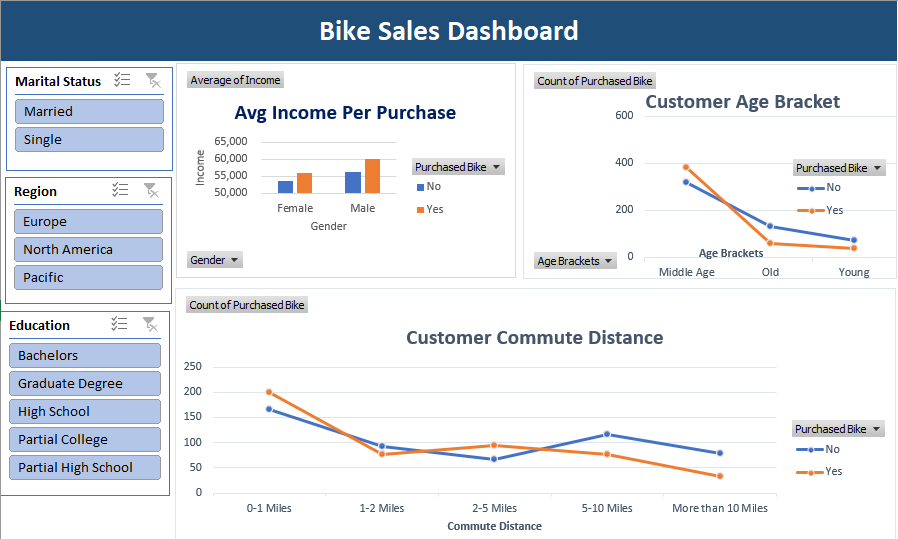 Bike Sales Dashboard
Marital Status
Married
Single
Region
Europe
North America
Pacific
Education
Bachelors
Graduate Degree
High School
Partial College
Partial High School
Average of Income
Avg Income Per Purchase
65,000
60,000
55,000
50,000
Income
Female
Male
Gender
Purchased Bike
No
Yes
Gender
Count of Purchased Bike
Customer Age Bracket
600
400
200
0
Purchased Bike
No
Yes
Age Brackets
Age Brackets
Middle Age
Old
Young
Count of Purchased Bike
Customer Commute Distance
250
200
150
100
50
0
0-1 Miles
1-2 Miles
2-5 Miles
5-10 Miles
More than 10 Miles
Commute Distance
Purchased Bike
No
Yes